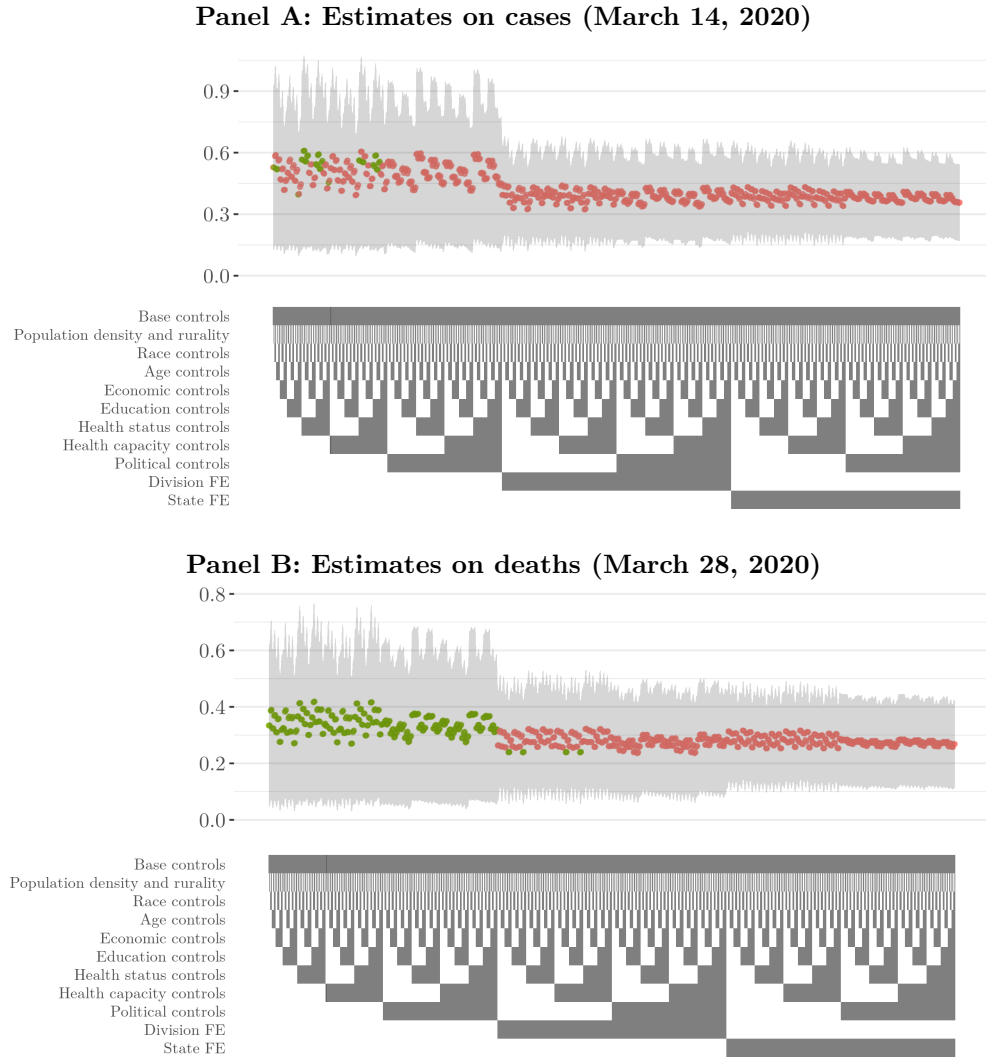 Panel A: Estimates on cases (March 14, 2020)
0.9
0.6
0.3
0.0
Base controls
Population density and rurality
Race controls
Age controls
Economic controls
Education controls
Health status controls
Health capacity controls
Political controls
Division FE
State FE
Panel B: Estimates on deaths (March 28, 2020)
0.8
0.6
0.4
0.2
0.0
Base controls
Population density and rurality
Race controls
Age controls
Economic controls
Education controls
Health status controls
Health capacity controls
Political controls
Division FE
State FE